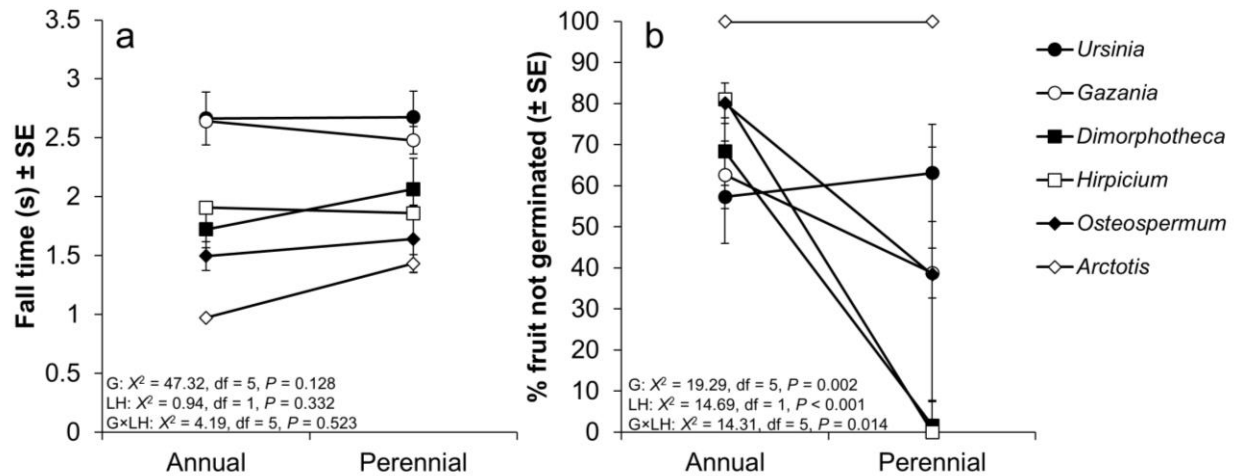 a
Fall time (s) ± SE
3.5
3
2.5
2
1.5
1
0.5
0
G: X² = 47.32, df = 5, P = 0.128
LH: X² = 0.94, df = 1, P = 0.332
G×LH: X² = 4.19, df = 5, P = 0.523
Annual Perennial
b
% fruit not germinated (± SE)
100
90
80
70
60
50
40
30
20
10
0
G: X² = 19.29, df = 5, P = 0.002
LH: X² = 14.69, df = 1, P < 0.001
G×LH: X² = 14.31, df = 5, P = 0.014
Annual Perennial
Ursinia
Gazania
Dimorphotheca
Hirpicium
Osteospermum
Arctotis